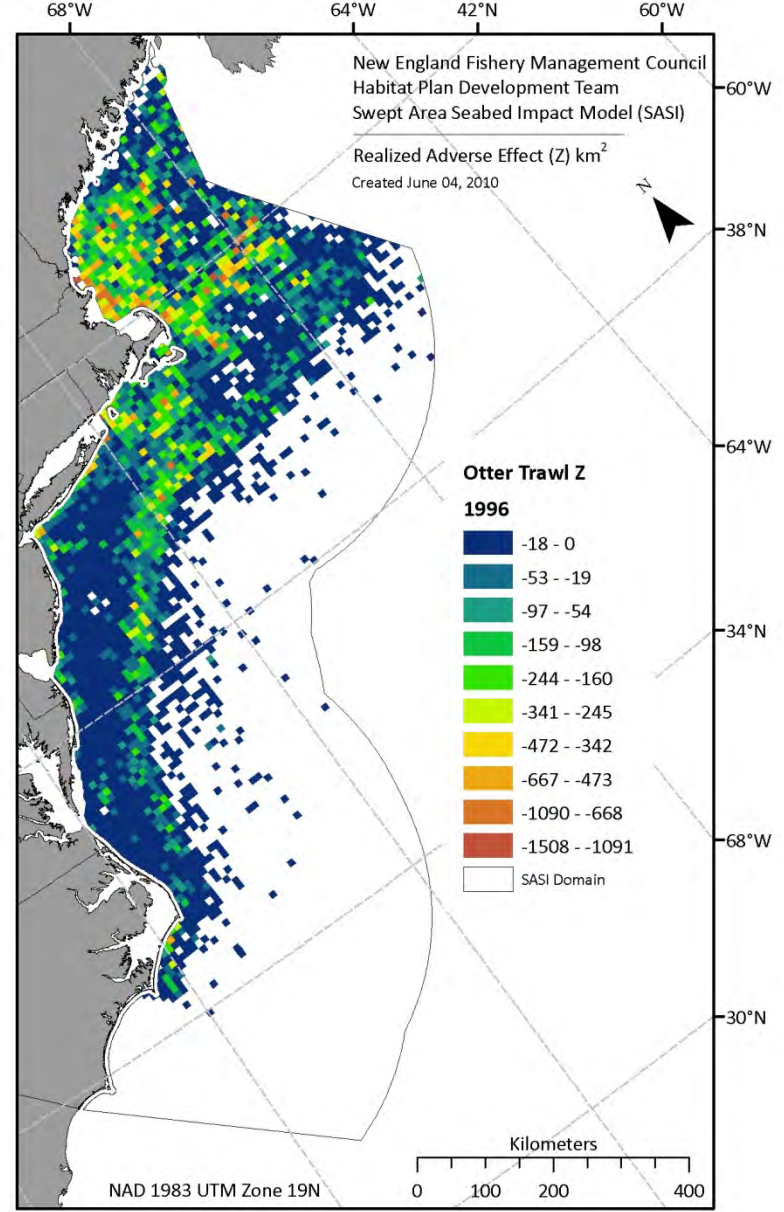 68°W 64°W 42°N 60°W
New England Fishery Management Council
Habitat Plan Development Team
Swept Area Seabed Impact Model (SASI)
Realized Adverse Effect (Z) km²
Created June 04, 2010
N
60°W
38°N
64°W
34°N
68°W
30°N
Otter Trawl Z
1996
-18 - 0
-53 - -19
-97 - -54
-159 - -98
-244 - -160
-341 - -245
-472 - -342
-667 - -473
-1090 - -668
-1508 - -1091
SASI Domain
Kilometers
0 100 200 400
NAD 1983 UTM Zone 19N